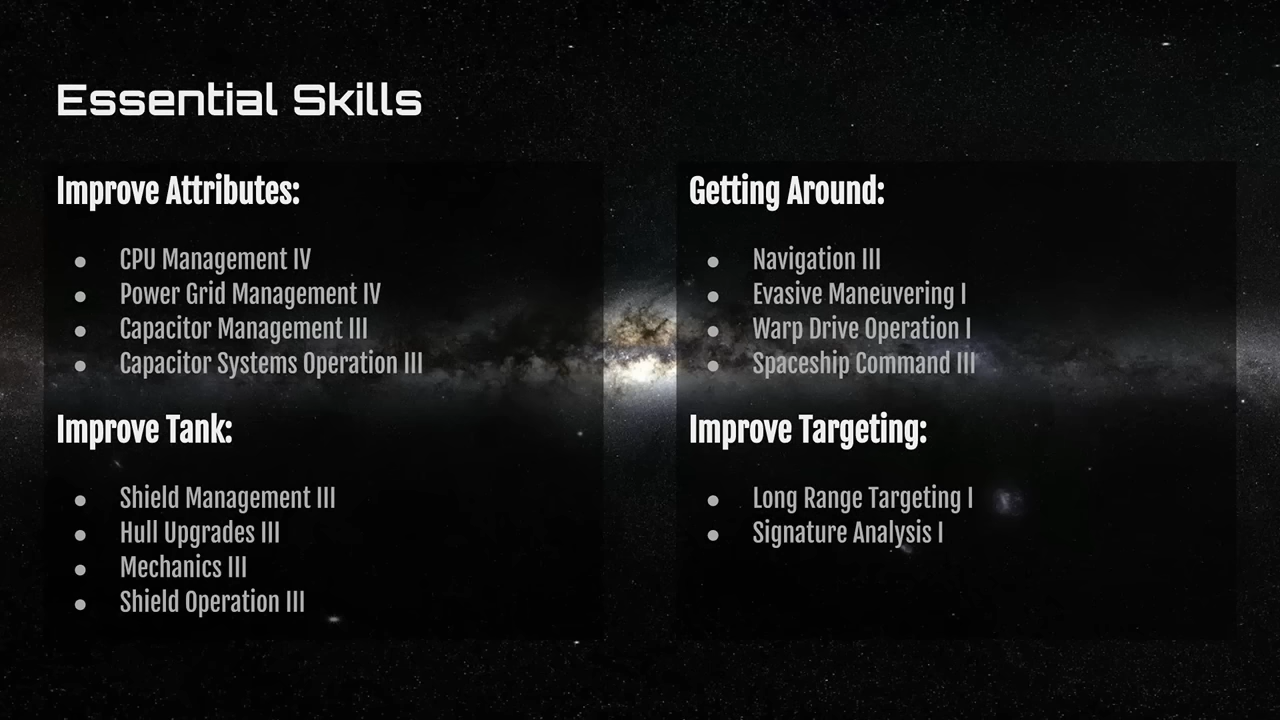 Essential Skills
Improve Attributes:
● CPU Management IV
● Power Grid Management IV
● Capacitor Management III
● Capacitor Systems Operation III
Improve Tank:
● Shield Management III
● Hull Upgrades III
● Mechanics III
● Shield Operation III
Getting Around:
● Navigation III
● Evasive Maneuvering I
● Warp Drive Operation I
● Spaceship Command III
Improve Targeting:
● Long Range Targeting I
● Signature Analysis I